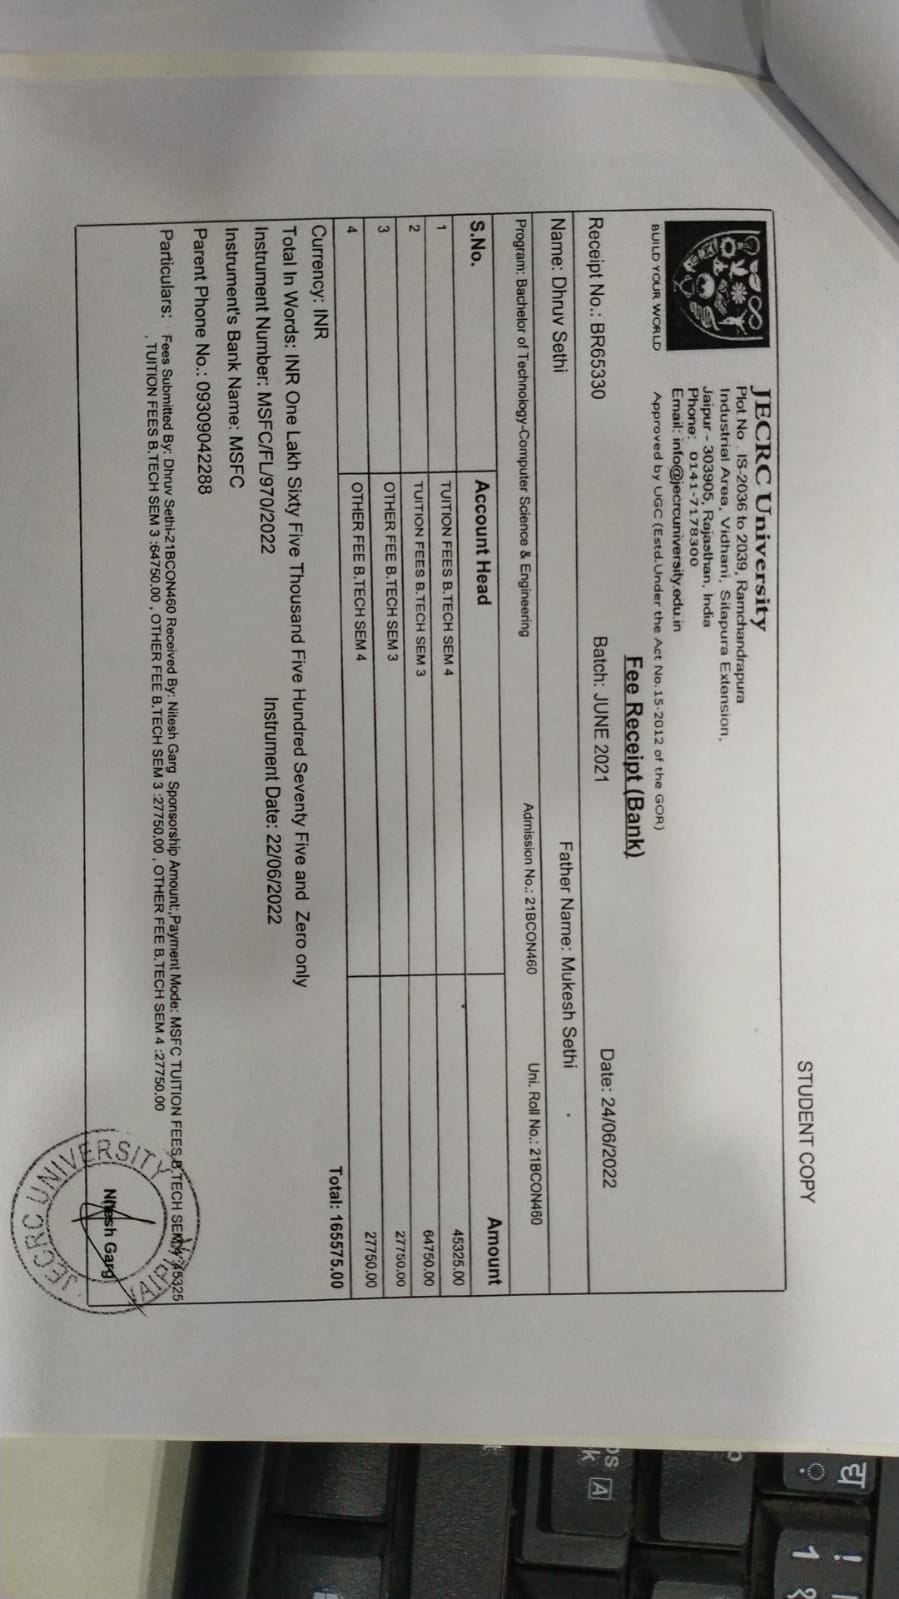 STUDENT COPY
JECRC University
Plot No. IS-2036 to 2039, Ramchandrapura
Industrial Area, Vidhani, Sitapura Extension,
Jaipur - 303905, Rajasthan, India
Phone: 0141-7178300
Email: info@jecrcuniversity.edu.in
BUILD YOUR WORLD
Approved by UGC (Estd.Under the Act No.15-2012 of the GOR)
Fee Receipt (Bank)
Receipt No.: BR65330 Batch: JUNE 2021 Date: 24/06/2022
Name: Dhruv Sethi Father Name: Mukesh Sethi
Program: Bachelor of Technology-Computer Science & Engineering Admission No.: 21BCON460 Uni. Roll No.: 21BCON460
S.No. Account Head Amount
1 TUITION FEES B.TECH SEM 4 45325.00
2 TUITION FEES B.TECH SEM 3 64750.00
3 OTHER FEE B.TECH SEM 3 27750.00
4 OTHER FEE B.TECH SEM 4 27750.00
Total: 165575.00
Currency: INR
Total In Words: INR One Lakh Sixty Five Thousand Five Hundred Seventy Five and Zero only
Instrument Number: MSFC/FL/970/2022 Instrument Date: 22/06/2022
Instrument's Bank Name: MSFC
Parent Phone No.: 09309042288
Particulars: Fees Submitted By: Dhruv Sethi-21BCON460 Received By: Nitesh Garg Sponsorship Amount:,Payment Mode: MSFC TUITION FEES B.TECH SEM 4 :45325
, TUITION FEES B.TECH SEM 3 :64750.00 , OTHER FEE B.TECH SEM 3 :27750.00 , OTHER FEE B.TECH SEM 4 :27750.00
Nitesh Garg
JECRC UNIVERSITY
A
! 1